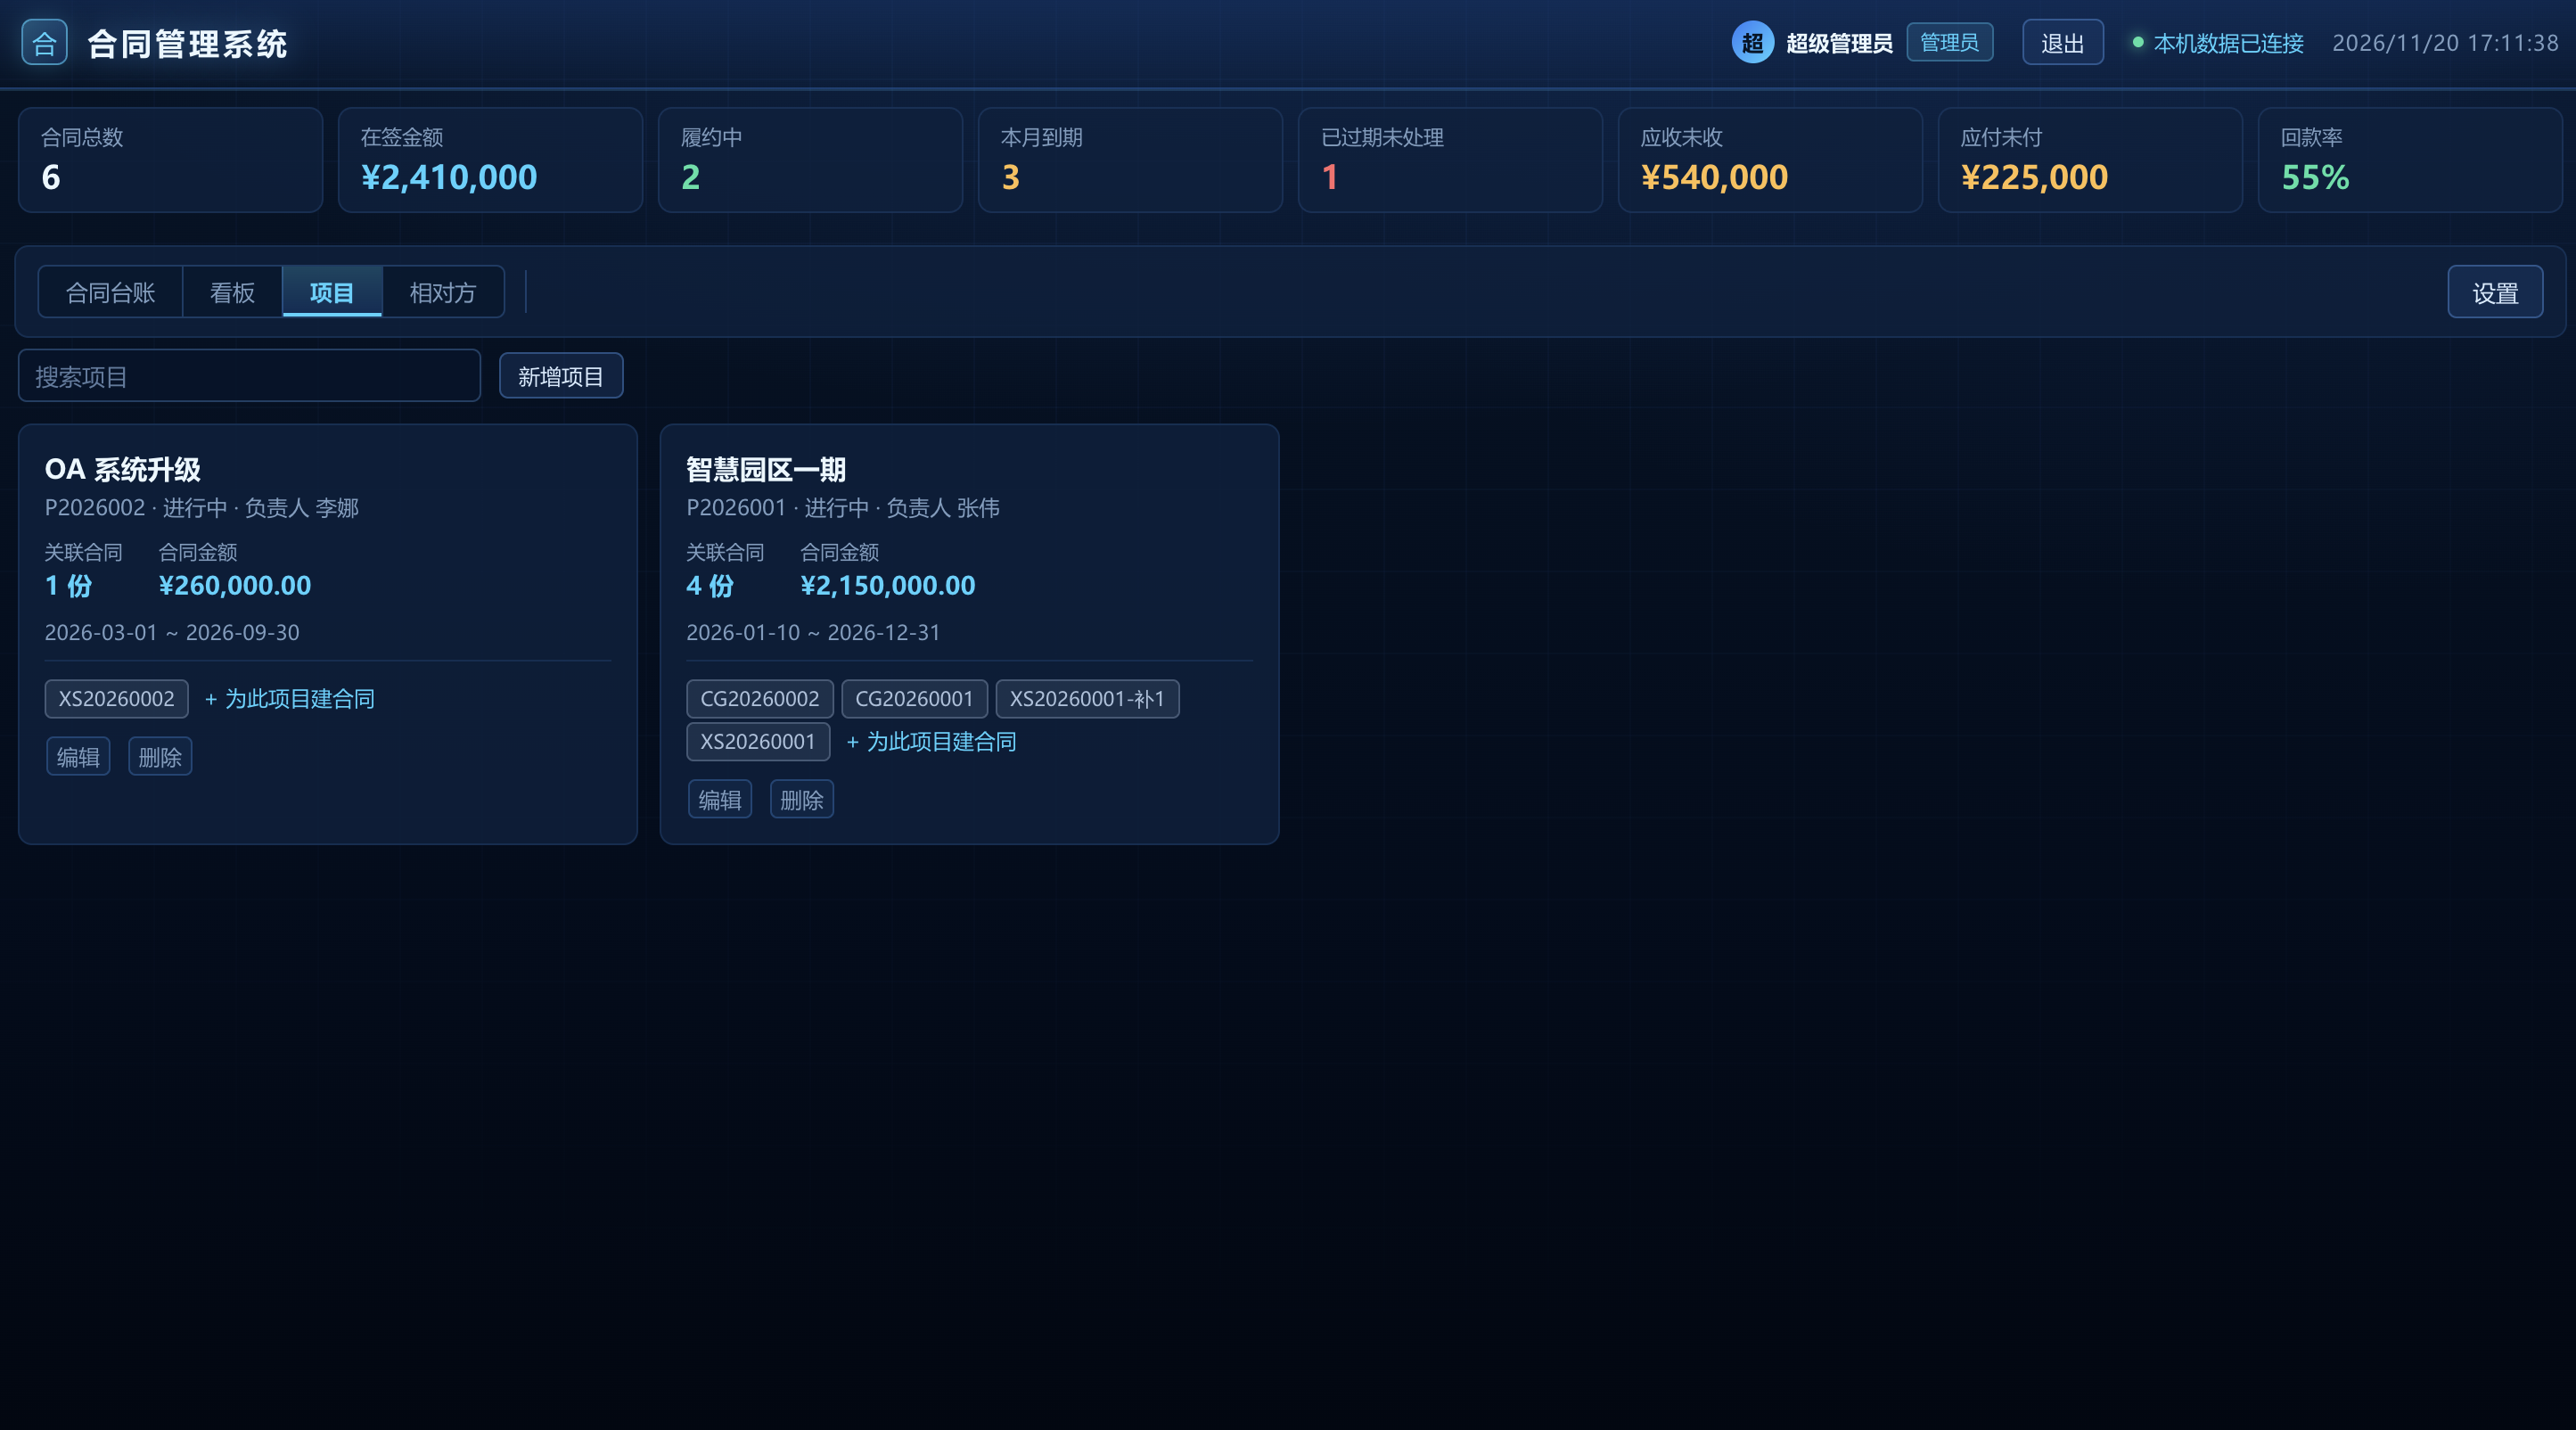 合 合同管理系统 超 超级管理员 管理员 退出 本机数据已连接 2026/11/20 17:11:38
合同总数 在签金额 履约中 本月到期 已过期未处理 应收未收 应付未付 回款率
6 ¥2,410,000 2 3 1 ¥540,000 ¥225,000 55%
合同台账 看板 项目 相对方 设置
搜索项目 新增项目
OA 系统升级
P2026002 · 进行中 · 负责人 李娜
关联合同 合同金额
1 份 ¥260,000.00
2026-03-01 ~ 2026-09-30
XS20260002 + 为此项目建合同
编辑 删除
智慧园区一期
P2026001 · 进行中 · 负责人 张伟
关联合同 合同金额
4 份 ¥2,150,000.00
2026-01-10 ~ 2026-12-31
CG20260002 CG20260001 XS20260001-补1
XS20260001 + 为此项目建合同
编辑 删除